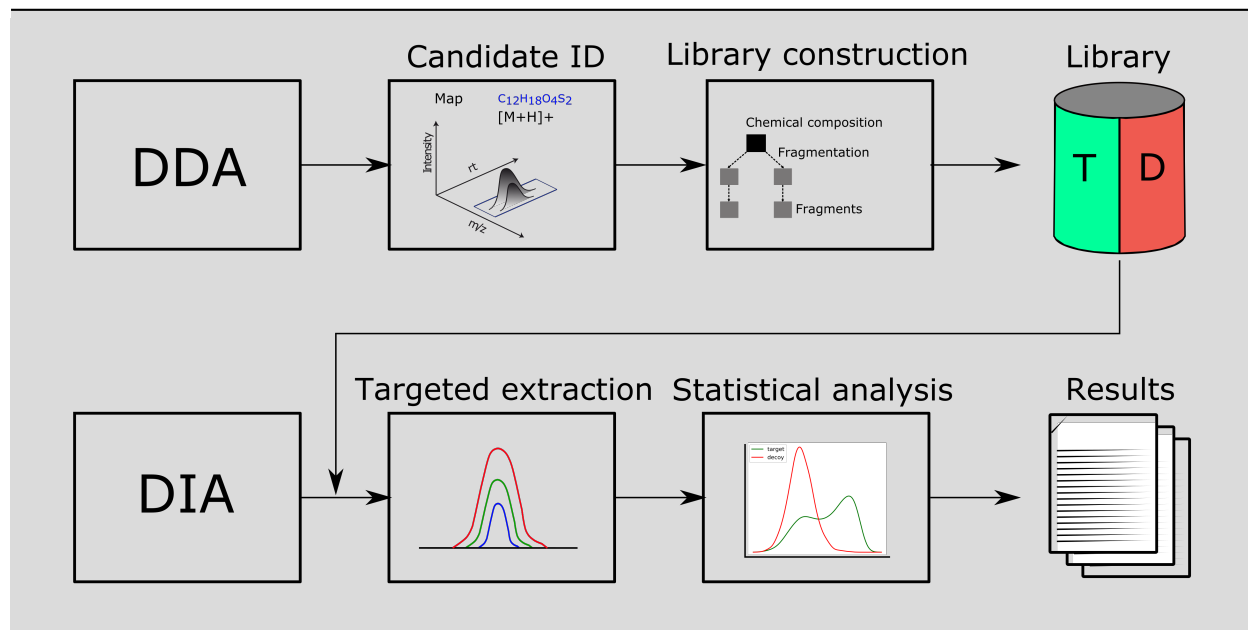 Candidate ID
Library construction
Library
DDA
Map
C12H18O4S2
[M+H]+
Intensity
rt
m/z
Chemical composition
Fragmentation
Fragments
T
D
Targeted extraction
Statistical analysis
Results
DIA
target
decoy